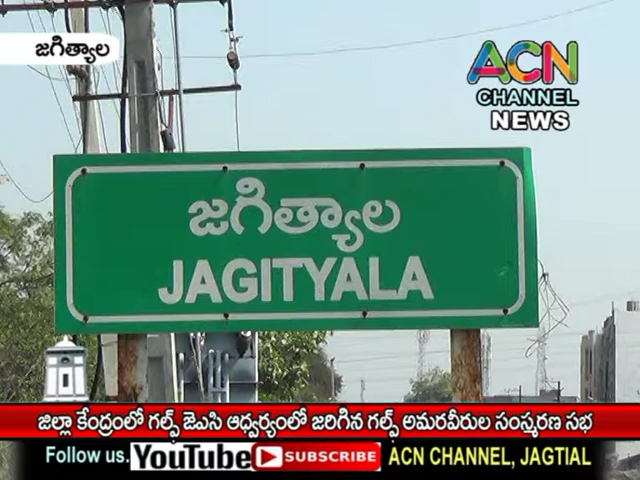 జగిత్యాల
ACN
CHANNEL
NEWS
జగిత్యాల
JAGITYALA
జిల్లా కేంద్రంలో గల్ఫ్ జెఎసి ఆధ్వర్యంలో జరిగిన గల్ఫ్ అమరవీరుల సంస్మరణ సభ
Follow us. YouTube SUBSCRIBE ACN CHANNEL, JAGTIAL